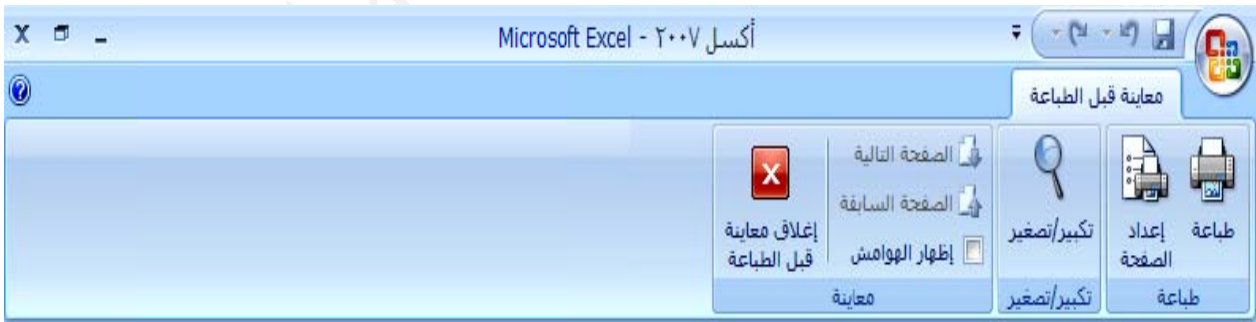 أكسل ٢٠٠٧ - Microsoft Excel
معاينة قبل الطباعة
طباعة
إعداد
الصفحة
طباعة
تكبير/تصغير
تكبير/تصغير
الصفحة التالية
الصفحة السابقة
إظهار الهوامش
إغلاق معاينة
قبل الطباعة
معاينة